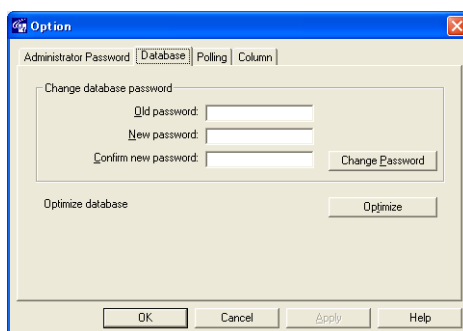 Option
Administrator Password Database Polling Column
Change database password
Old password:
New password:
Confirm new password:
Change Password
Optimize database
Optimize
OK Cancel Apply Help